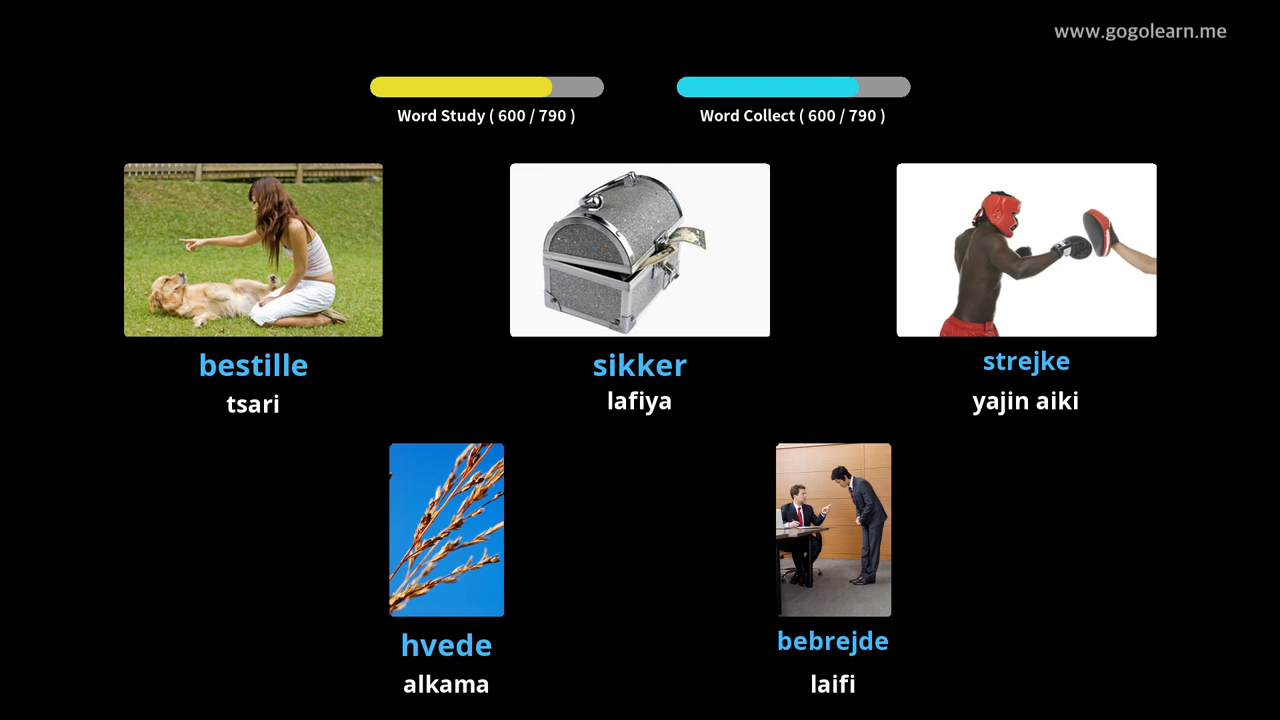 www.gogolearn.me
Word Study ( 600 / 790 )
Word Collect ( 600 / 790 )
bestille
tsari
sikker
lafiya
strejke
yajin aiki
hvede
alkama
bebrejde
laifi